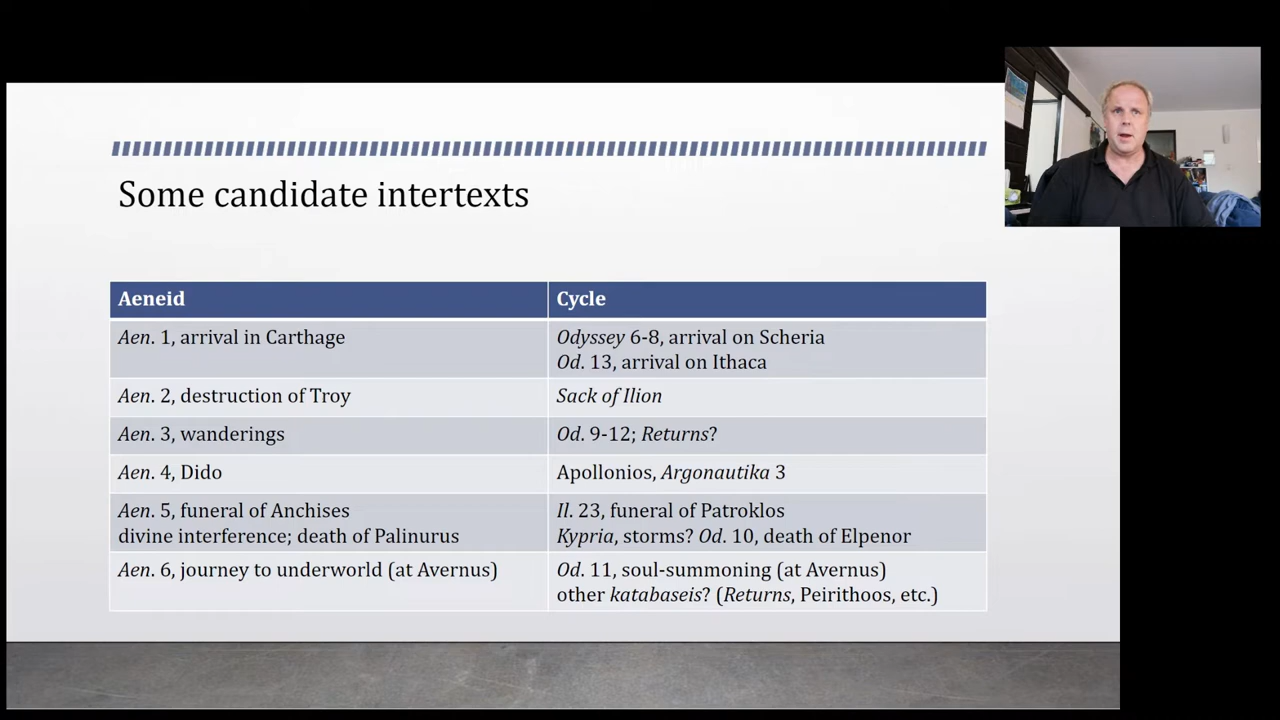 Some candidate intertexts
Aeneid
Cycle
Aen. 1, arrival in Carthage
Odyssey 6-8, arrival on Scheria
Od. 13, arrival on Ithaca
Aen. 2, destruction of Troy
Sack of Ilion
Aen. 3, wanderings
Od. 9-12; Returns?
Aen. 4, Dido
Apollonios, Argonautika 3
Aen. 5, funeral of Anchises
divine interference; death of Palinurus
Il. 23, funeral of Patroklos
Kypria, storms? Od. 10, death of Elpenor
Aen. 6, journey to underworld (at Avernus)
Od. 11, soul-summoning (at Avernus)
other katabaseis? (Returns, Peirithoos, etc.)